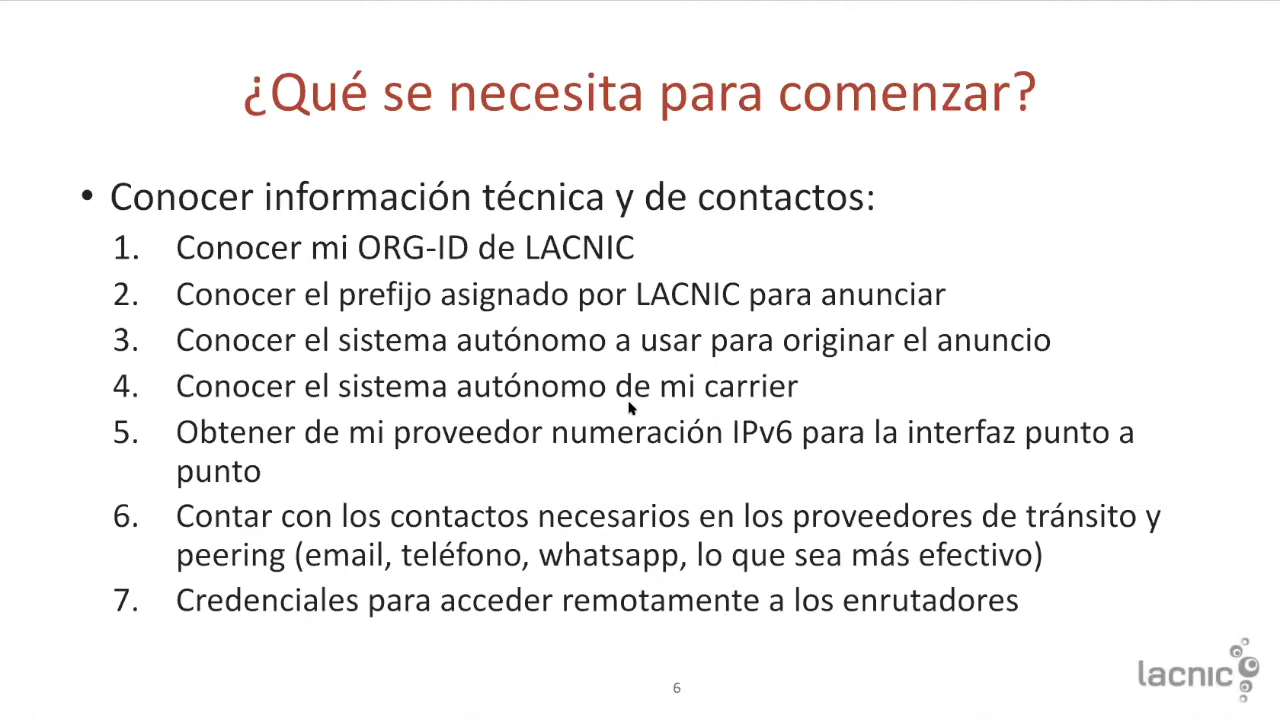 ¿Qué se necesita para comenzar?
• Conocer información técnica y de contactos:
1. Conocer mi ORG-ID de LACNIC
2. Conocer el prefijo asignado por LACNIC para anunciar
3. Conocer el sistema autónomo a usar para originar el anuncio
4. Conocer el sistema autónomo de mi carrier
5. Obtener de mi proveedor numeración IPv6 para la interfaz punto a
punto
6. Contar con los contactos necesarios en los proveedores de tránsito y
peering (email, teléfono, whatsapp, lo que sea más efectivo)
7. Credenciales para acceder remotamente a los enrutadores
lacnic
6